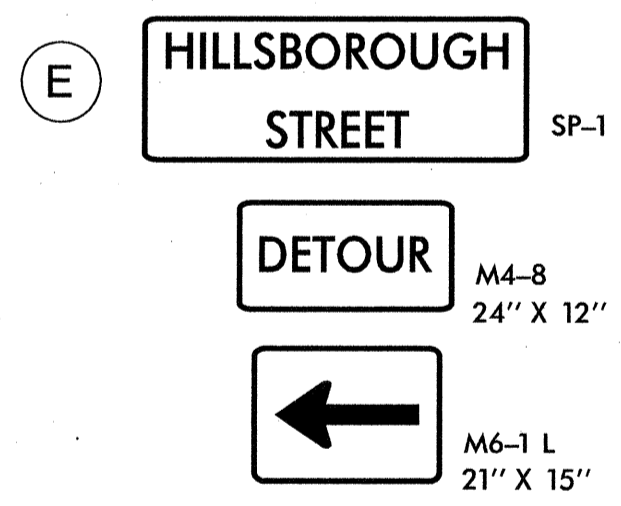 E
HILLSBOROUGH
STREET
SP–1
DETOUR
M4–8
24" X 12"
M6–1 L
21" X 15"